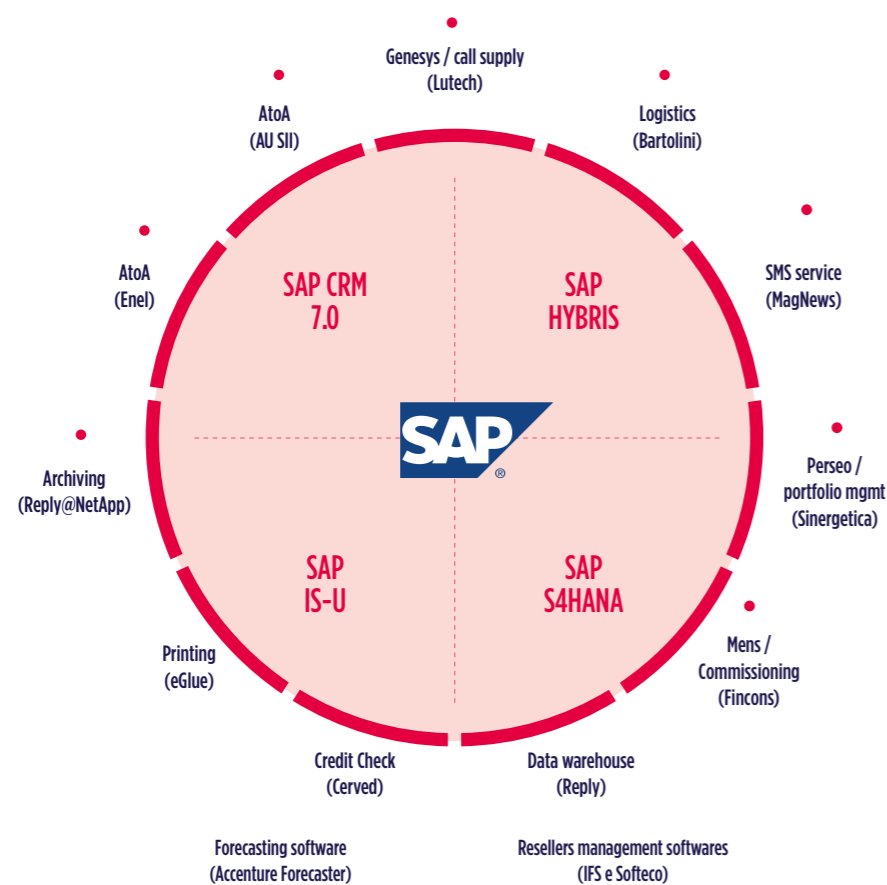 Genesys / call supply
(Lutech)
AtoA
(AU SII)
Logistics
(Bartolini)
AtoA
(Enel)
SMS service
(MagNews)
SAP CRM
7.0
SAP
HYBRIS
SAP
®
Archiving
(Reply@NetApp)
Perseo /
portfolio mgmt
(Sinergetica)
SAP
IS-U
SAP
S4HANA
Printing
(eGlue)
Mens /
Commissioning
(Fincons)
Credit Check
(Cerved)
Data warehouse
(Reply)
Forecasting software
(Accenture Forecaster)
Resellers management softwares
(IFS e Softeco)